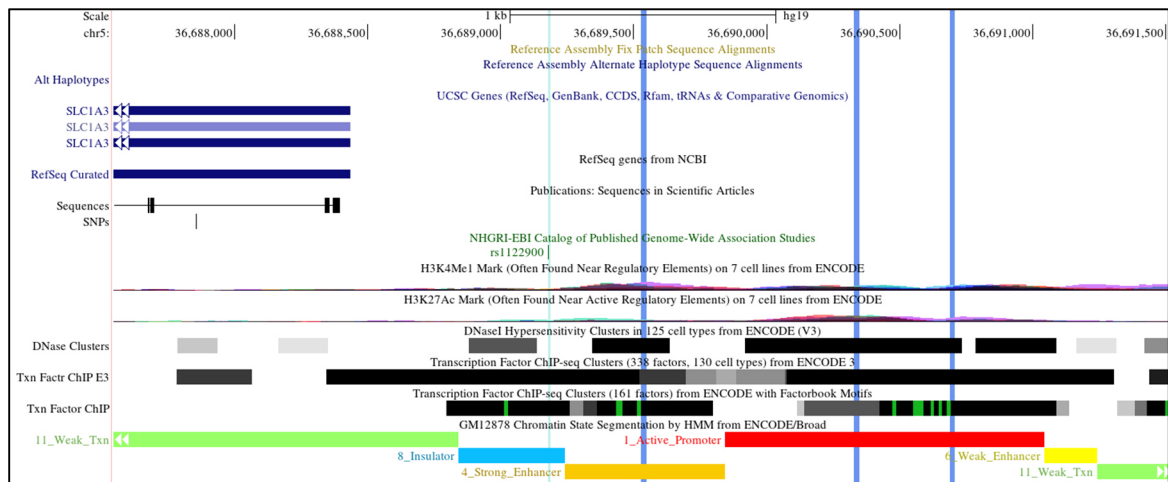 Scale 1 kb hg19
chr5: 36,688,000 36,688,500 36,689,000 36,689,500 36,690,000 36,690,500 36,691,000 36,691,500
Reference Assembly Fix Patch Sequence Alignments
Reference Assembly Alternate Haplotype Sequence Alignments
Alt Haplotypes
UCSC Genes (RefSeq, GenBank, CCDS, Rfam, tRNAs & Comparative Genomics)
SLC1A3
SLC1A3
SLC1A3
RefSeq genes from NCBI
RefSeq Curated
Publications: Sequences in Scientific Articles
Sequences
SNPs
NHGRI-EBI Catalog of Published Genome-Wide Association Studies
rs1122900
H3K4Me1 Mark (Often Found Near Regulatory Elements) on 7 cell lines from ENCODE
H3K27Ac Mark (Often Found Near Active Regulatory Elements) on 7 cell lines from ENCODE
DNaseI Hypersensitivity Clusters in 125 cell types from ENCODE (V3)
DNase Clusters
Transcription Factor ChIP-seq Clusters (338 factors, 130 cell types) from ENCODE 3
Txn Factr ChIP E3
Transcription Factor ChIP-seq Clusters (161 factors) from ENCODE with Factorbook Motifs
Txn Factor ChIP
GM12878 Chromatin State Segmentation by HMM from ENCODE/Broad
11_Weak_Txn 1_Active_Promoter
8_Insulator 6_Weak_Enhancer
4_Strong_Enhancer 11_Weak_Txn